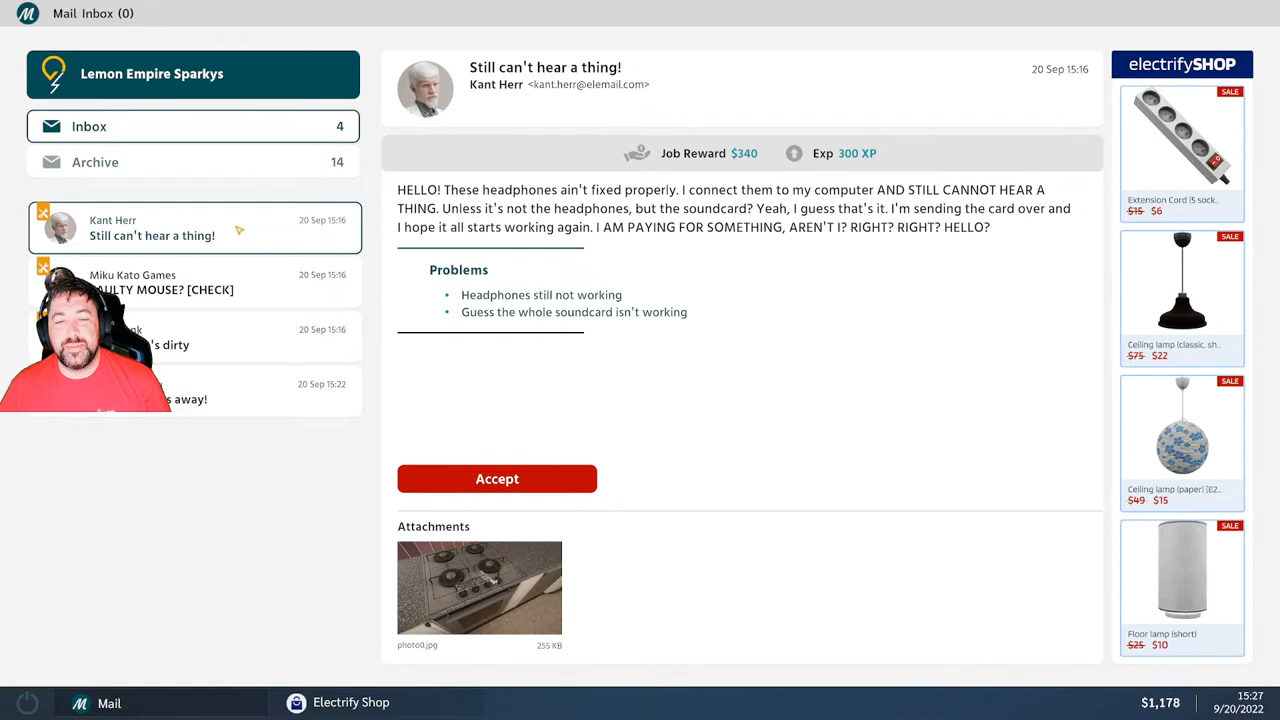 Mail Inbox (0)
Lemon Empire Sparkys
Inbox 4
Archive 14
Kant Herr 20 Sep 15:16
Still can't hear a thing!
Miku Kato Games 20 Sep 15:16
AULTY MOUSE? [CHECK]
20 Sep 15:16
's dirty
20 Sep 15:22
s away!
Still can't hear a thing!
Kant Herr <kant.herr@elemail.com>
20 Sep 15:16
Job Reward $340 Exp 300 XP
HELLO! These headphones ain't fixed properly. I connect them to my computer AND STILL CANNOT HEAR A
THING. Unless it's not the headphones, but the soundcard? Yeah, I guess that's it. I'm sending the card over and
I hope it all starts working again. I AM PAYING FOR SOMETHING, AREN'T I? RIGHT? RIGHT? HELLO?
Problems
• Headphones still not working
• Guess the whole soundcard isn't working
Accept
Attachments
photo0.jpg 255 KB
electrifySHOP
SALE
Extension Cord (5 sock...
$15 $6
SALE
Ceiling lamp (classic, sh...
$75 $22
SALE
Ceiling lamp (paper) [E2...
$49 $15
SALE
Floor lamp (short)
$25 $10
Mail
Electrify Shop
$1,178
15:27
9/20/2022